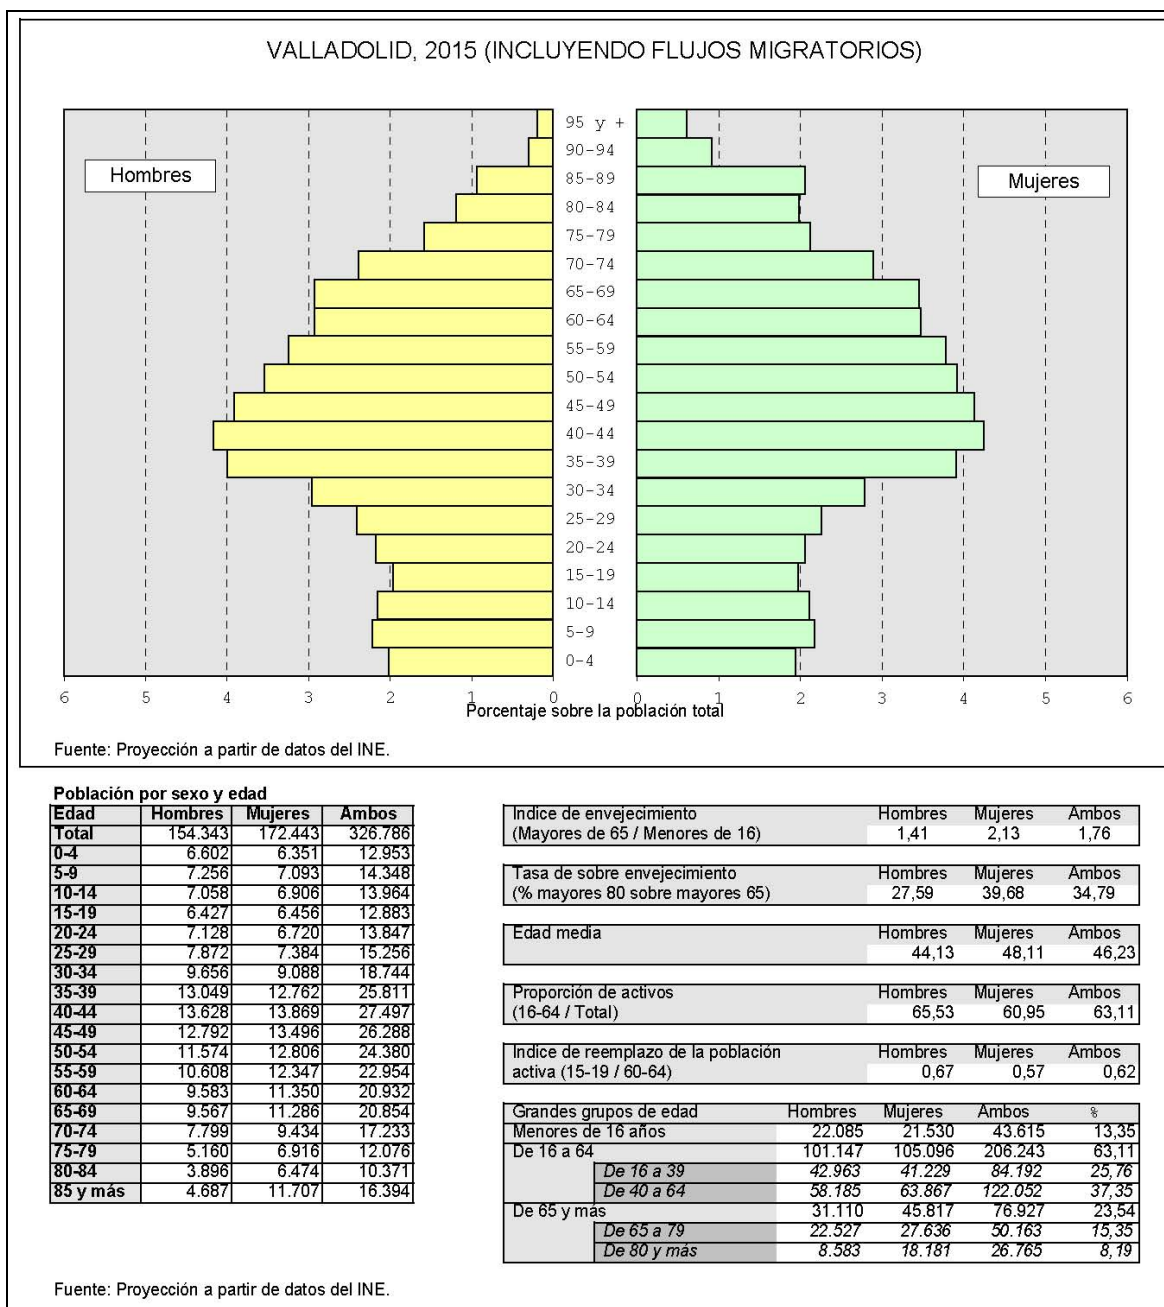 VALLADOLID, 2015 (INCLUYENDO FLUJOS MIGRATORIOS)
Hombres
Mujeres
95 y +
90-94
85-89
80-84
75-79
70-74
65-69
60-64
55-59
50-54
45-49
40-44
35-39
30-34
25-29
20-24
15-19
10-14
5-9
0-4
6 5 4 3 2 1 0 0 1 2 3 4 5 6
Porcentaje sobre la población total
Fuente: Proyección a partir de datos del INE.
Población por sexo y edad
Edad Hombres Mujeres Ambos
Total 154.343 172.443 326.786
0-4 6.602 6.351 12.953
5-9 7.256 7.093 14.348
10-14 7.058 6.906 13.964
15-19 6.427 6.456 12.883
20-24 7.128 6.720 13.847
25-29 7.872 7.384 15.256
30-34 9.656 9.088 18.744
35-39 13.049 12.762 25.811
40-44 13.628 13.869 27.497
45-49 12.792 13.496 26.288
50-54 11.574 12.806 24.380
55-59 10.608 12.347 22.954
60-64 9.583 11.350 20.932
65-69 9.567 11.286 20.854
70-74 7.799 9.434 17.233
75-79 5.160 6.916 12.076
80-84 3.896 6.474 10.371
85 y más 4.687 11.707 16.394
Indice de envejecimiento Hombres Mujeres Ambos
(Mayores de 65 / Menores de 16) 1,41 2,13 1,76
Tasa de sobre envejecimiento Hombres Mujeres Ambos
(% mayores 80 sobre mayores 65) 27,59 39,68 34,79
Edad media Hombres Mujeres Ambos
44,13 48,11 46,23
Proporción de activos Hombres Mujeres Ambos
(16-64 / Total) 65,53 60,95 63,11
Indice de reemplazo de la población Hombres Mujeres Ambos
activa (15-19 / 60-64) 0,67 0,57 0,62
Grandes grupos de edad Hombres Mujeres Ambos %
Menores de 16 años 22.085 21.530 43.615 13,35
De 16 a 64 101.147 105.096 206.243 63,11
De 16 a 39 42.963 41.229 84.192 25,76
De 40 a 64 58.185 63.867 122.052 37,35
De 65 y más 31.110 45.817 76.927 23,54
De 65 a 79 22.527 27.636 50.163 15,35
De 80 y más 8.583 18.181 26.765 8,19
Fuente: Proyección a partir de datos del INE.